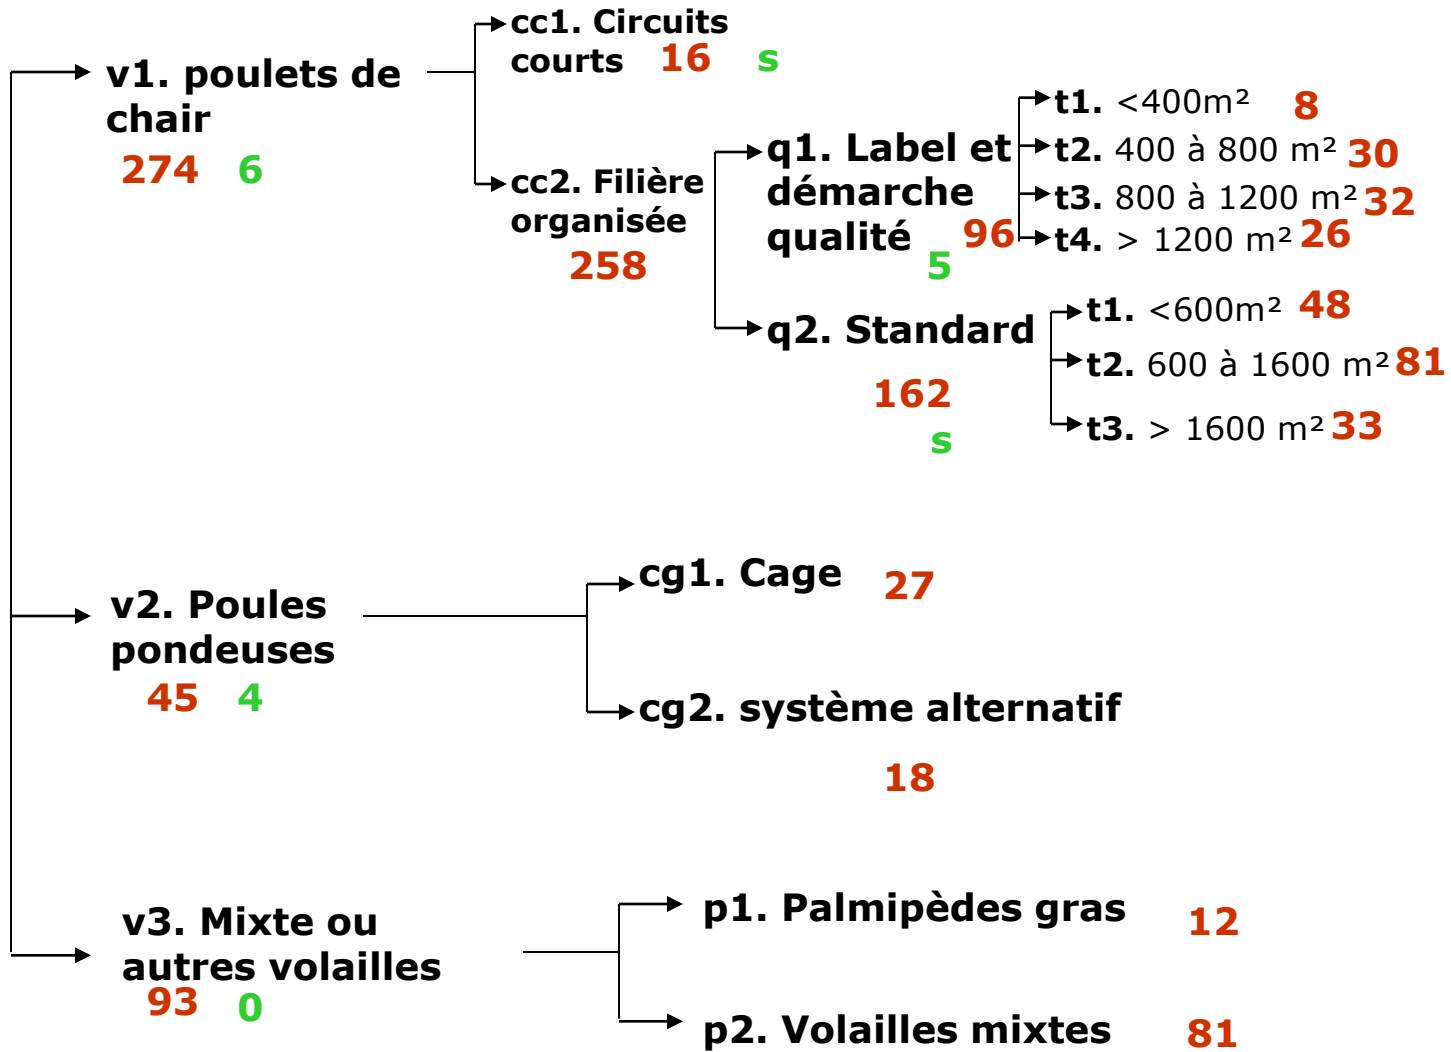 cc1. Circuits
courts 16 s
v1. poulets de
chair
274 6
cc2. Filière
organisée
258
q1. Label et
démarche
qualité 96
5
t1. <400m² 8
t2. 400 à 800 m² 30
t3. 800 à 1200 m² 32
t4. > 1200 m² 26
q2. Standard
162
s
t1. <600m² 48
t2. 600 à 1600 m² 81
t3. > 1600 m² 33
v2. Poules
pondeuses
45 4
cg1. Cage 27
cg2. système alternatif
18
v3. Mixte ou
autres volailles
93 0
p1. Palmipèdes gras 12
p2. Volailles mixtes 81